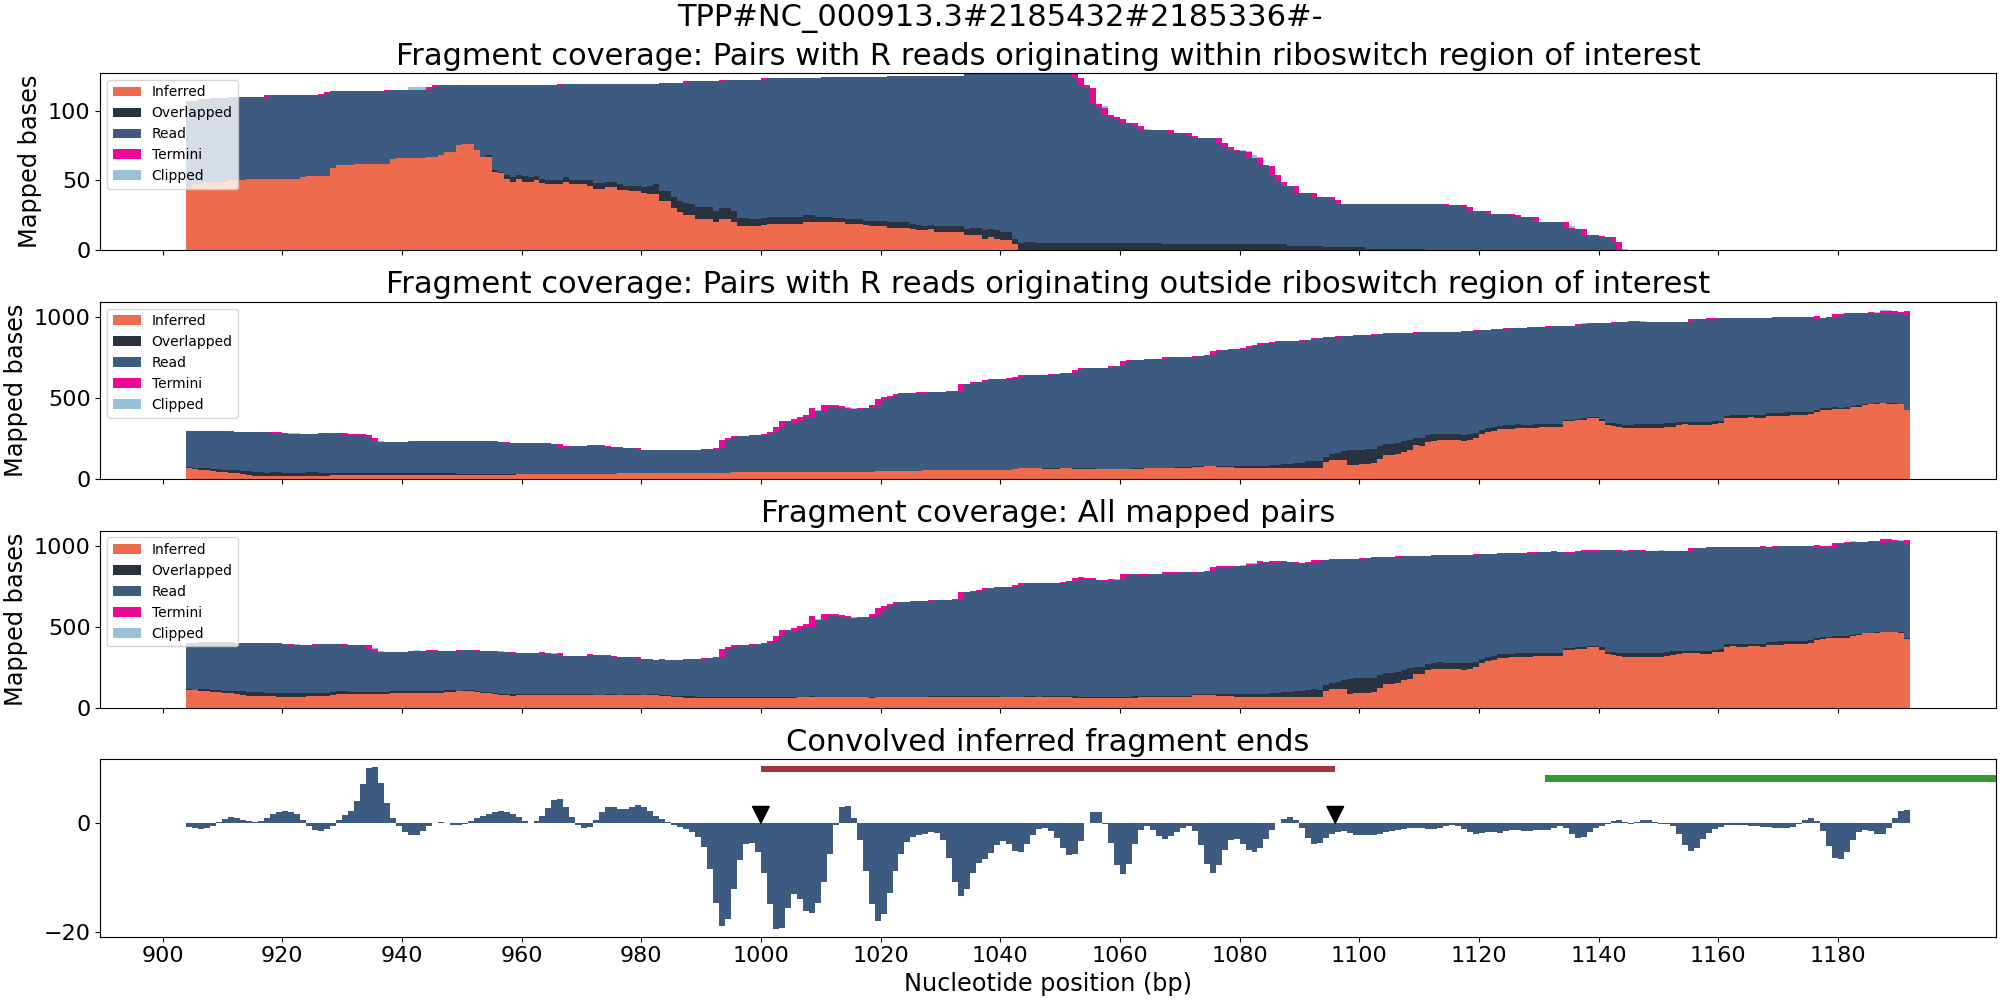 TPP#NC_000913.3#2185432#2185336#-
Fragment coverage: Pairs with R reads originating within riboswitch region of interest
Mapped bases
100
50
0
Inferred
Overlapped
Read
Termini
Clipped
Fragment coverage: Pairs with R reads originating outside riboswitch region of interest
Mapped bases
1000
500
0
Inferred
Overlapped
Read
Termini
Clipped
Fragment coverage: All mapped pairs
Mapped bases
1000
500
0
Inferred
Overlapped
Read
Termini
Clipped
Convolved inferred fragment ends
0
−20
900 920 940 960 980 1000 1020 1040 1060 1080 1100 1120 1140 1160 1180
Nucleotide position (bp)